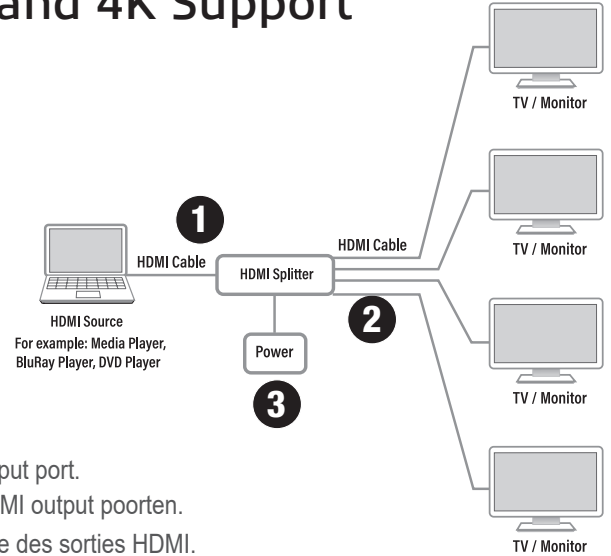 and 4K Support
TV / Monitor
1
HDMI Cable
HDMI Cable
HDMI Splitter
TV / Monitor
2
HDMI Source
For example: Media Player,
BluRay Player, DVD Player
Power
3
TV / Monitor
put port.
MI output poorten.
e des sorties HDMI.
TV / Monitor